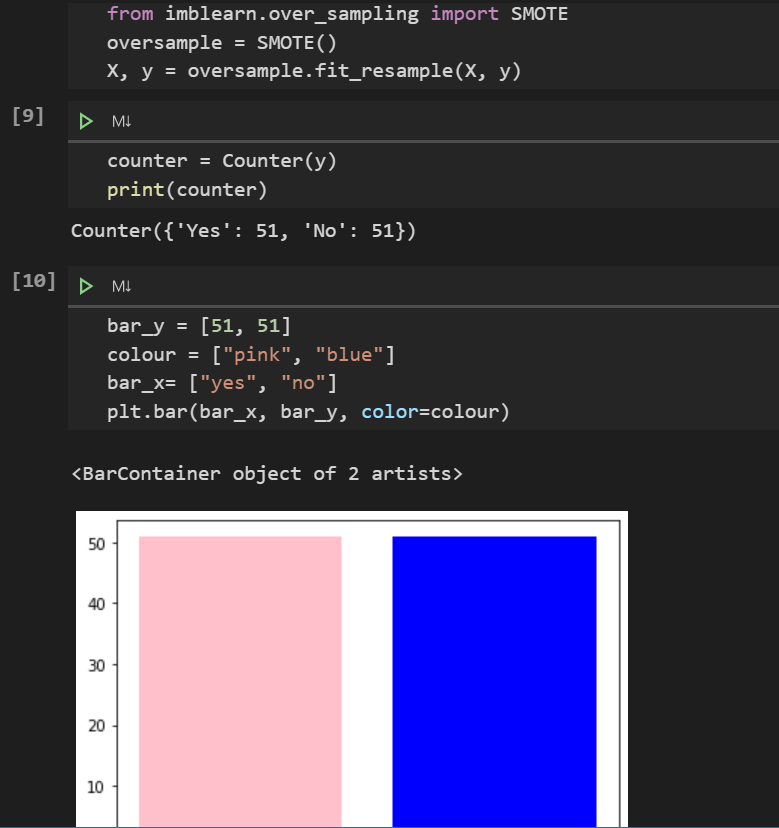 from imblearn.over_sampling import SMOTE
oversample = SMOTE()
X, y = oversample.fit_resample(X, y)
[9]
M↓
counter = Counter(y)
print(counter)
Counter({'Yes': 51, 'No': 51})
[10]
M↓
bar_y = [51, 51]
colour = ["pink", "blue"]
bar_x= ["yes", "no"]
plt.bar(bar_x, bar_y, color=colour)
<BarContainer object of 2 artists>
50
40
30
20
10